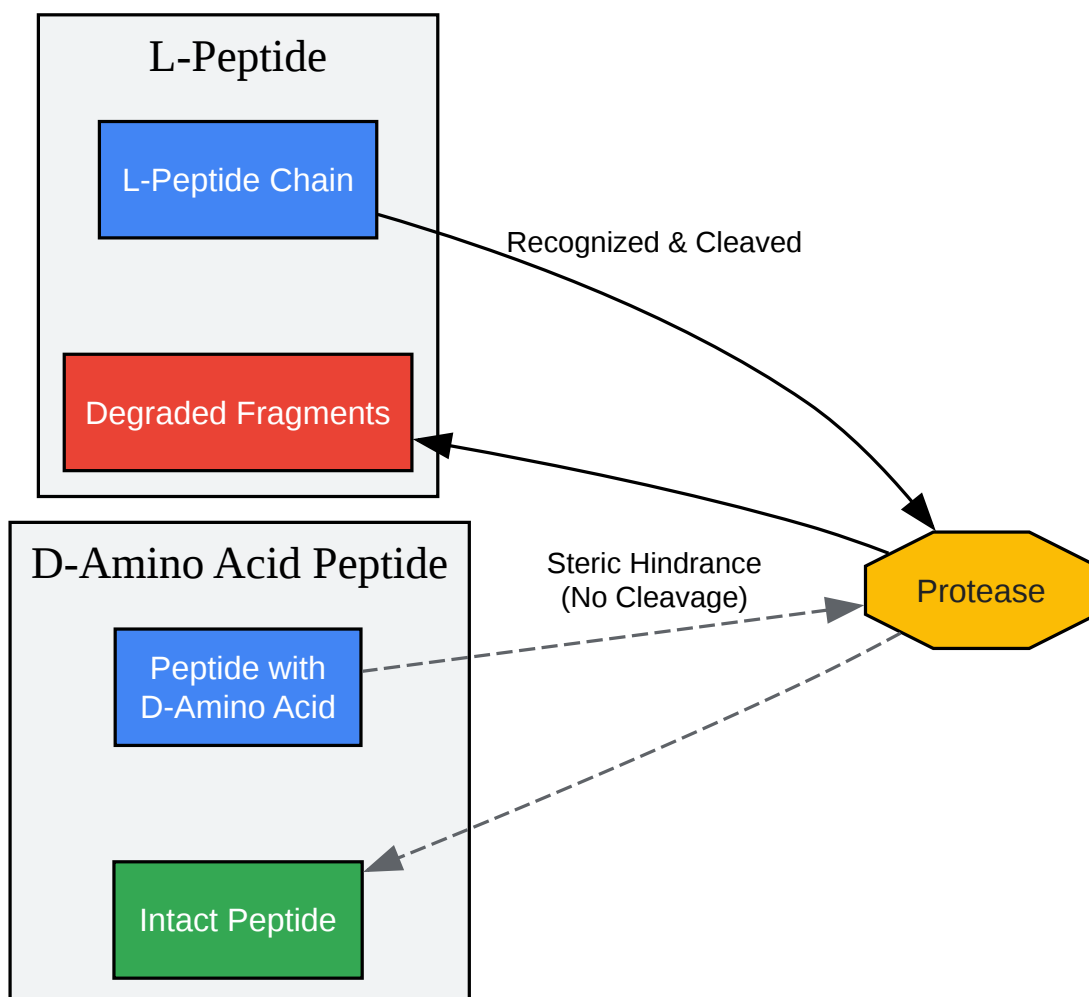 L-Peptide
L-Peptide Chain
Recognized & Cleaved
Degraded Fragments
D-Amino Acid Peptide
Steric Hindrance
(No Cleavage)
Protease
Peptide with
D-Amino Acid
Intact Peptide